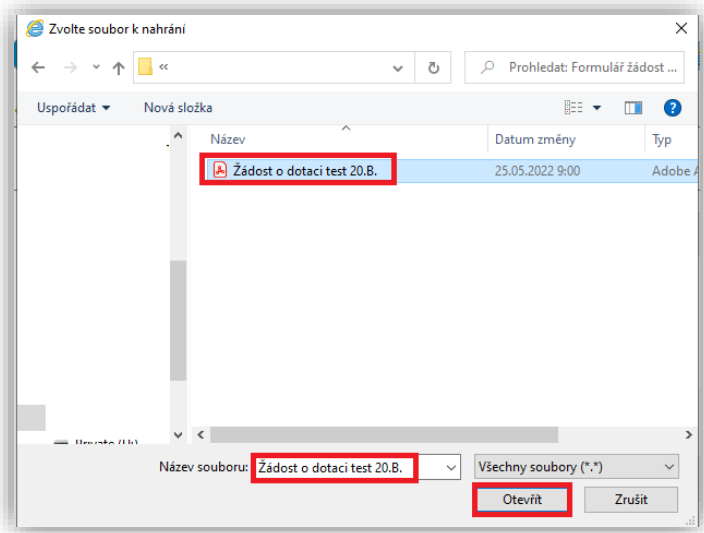 Zvolte soubor k nahrání
Prohledat: Formulář žádost ...
Uspořádat
Nová složka
Název
Datum změny
Typ
Žádost o dotaci test 20.B.
25.05.2022 9:00
Adobe A
Název souboru:
Žádost o dotaci test 20.B.
Všechny soubory (*.*)
Otevřít
Zrušit